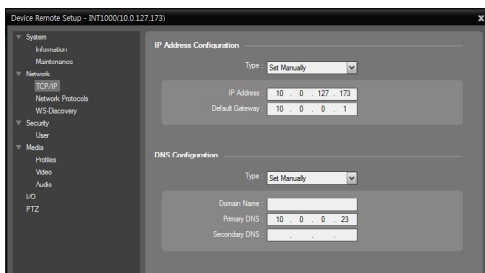 Device Remote Setup - INT1000(10.0.127.173)
System
Information
Maintenance
Network
TCP/IP
Network Protocols
WS-Discovery
Security
User
Media
Profiles
Video
Audio
I/O
PTZ
IP Address Configuration
Type : Set Manually
IP Address : 10 . 0 . 127 . 173
Default Gateway : 10 . 0 . 0 . 1
DNS Configuration
Type : Set Manually
Domain Name :
Primary DNS : 10 . 0 . 0 . 23
Secondary DNS : . . .